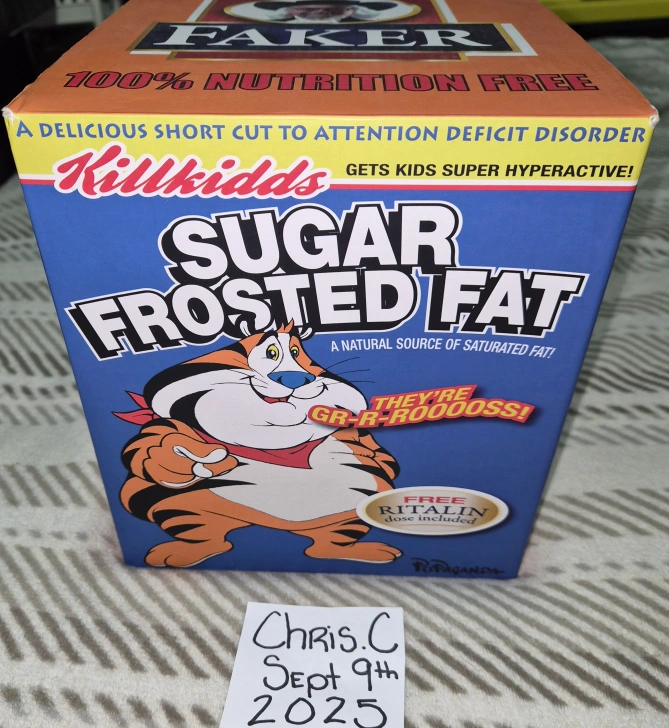 FAKER
100% NUTRITION FREE
A DELICIOUS SHORT CUT TO ATTENTION DEFICIT DISORDER
Killkidds
GETS KIDS SUPER HYPERACTIVE!
SUGAR
FROSTED FAT
A NATURAL SOURCE OF SATURATED FAT!
THEY'RE
GR-R-ROOOOSS!
FREE
RITALIN
dose included
POPaganda
Chris.C
Sept 9th
2025